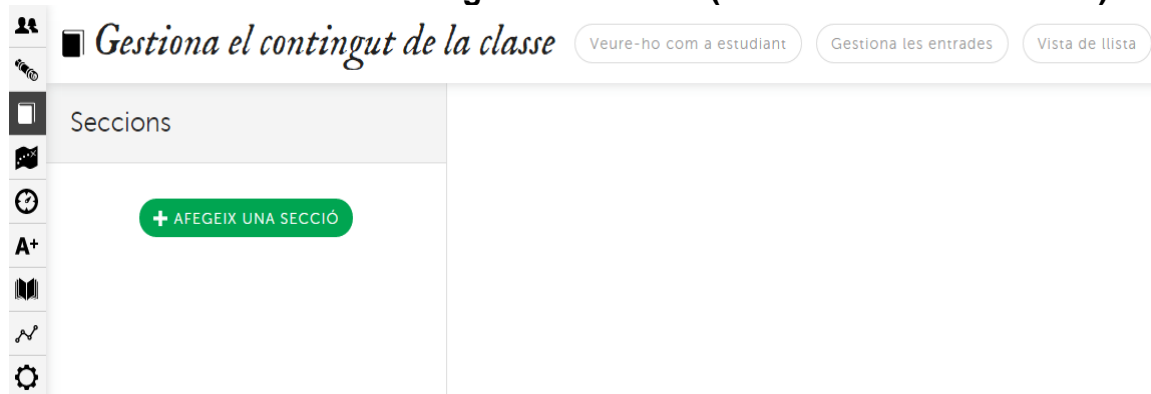 Gestiona el contingut de la classe
Veure-ho com a estudiant
Gestiona les entrades
Vista de llista
Seccions
+ AFEGEIX UNA SECCIÓ
A+